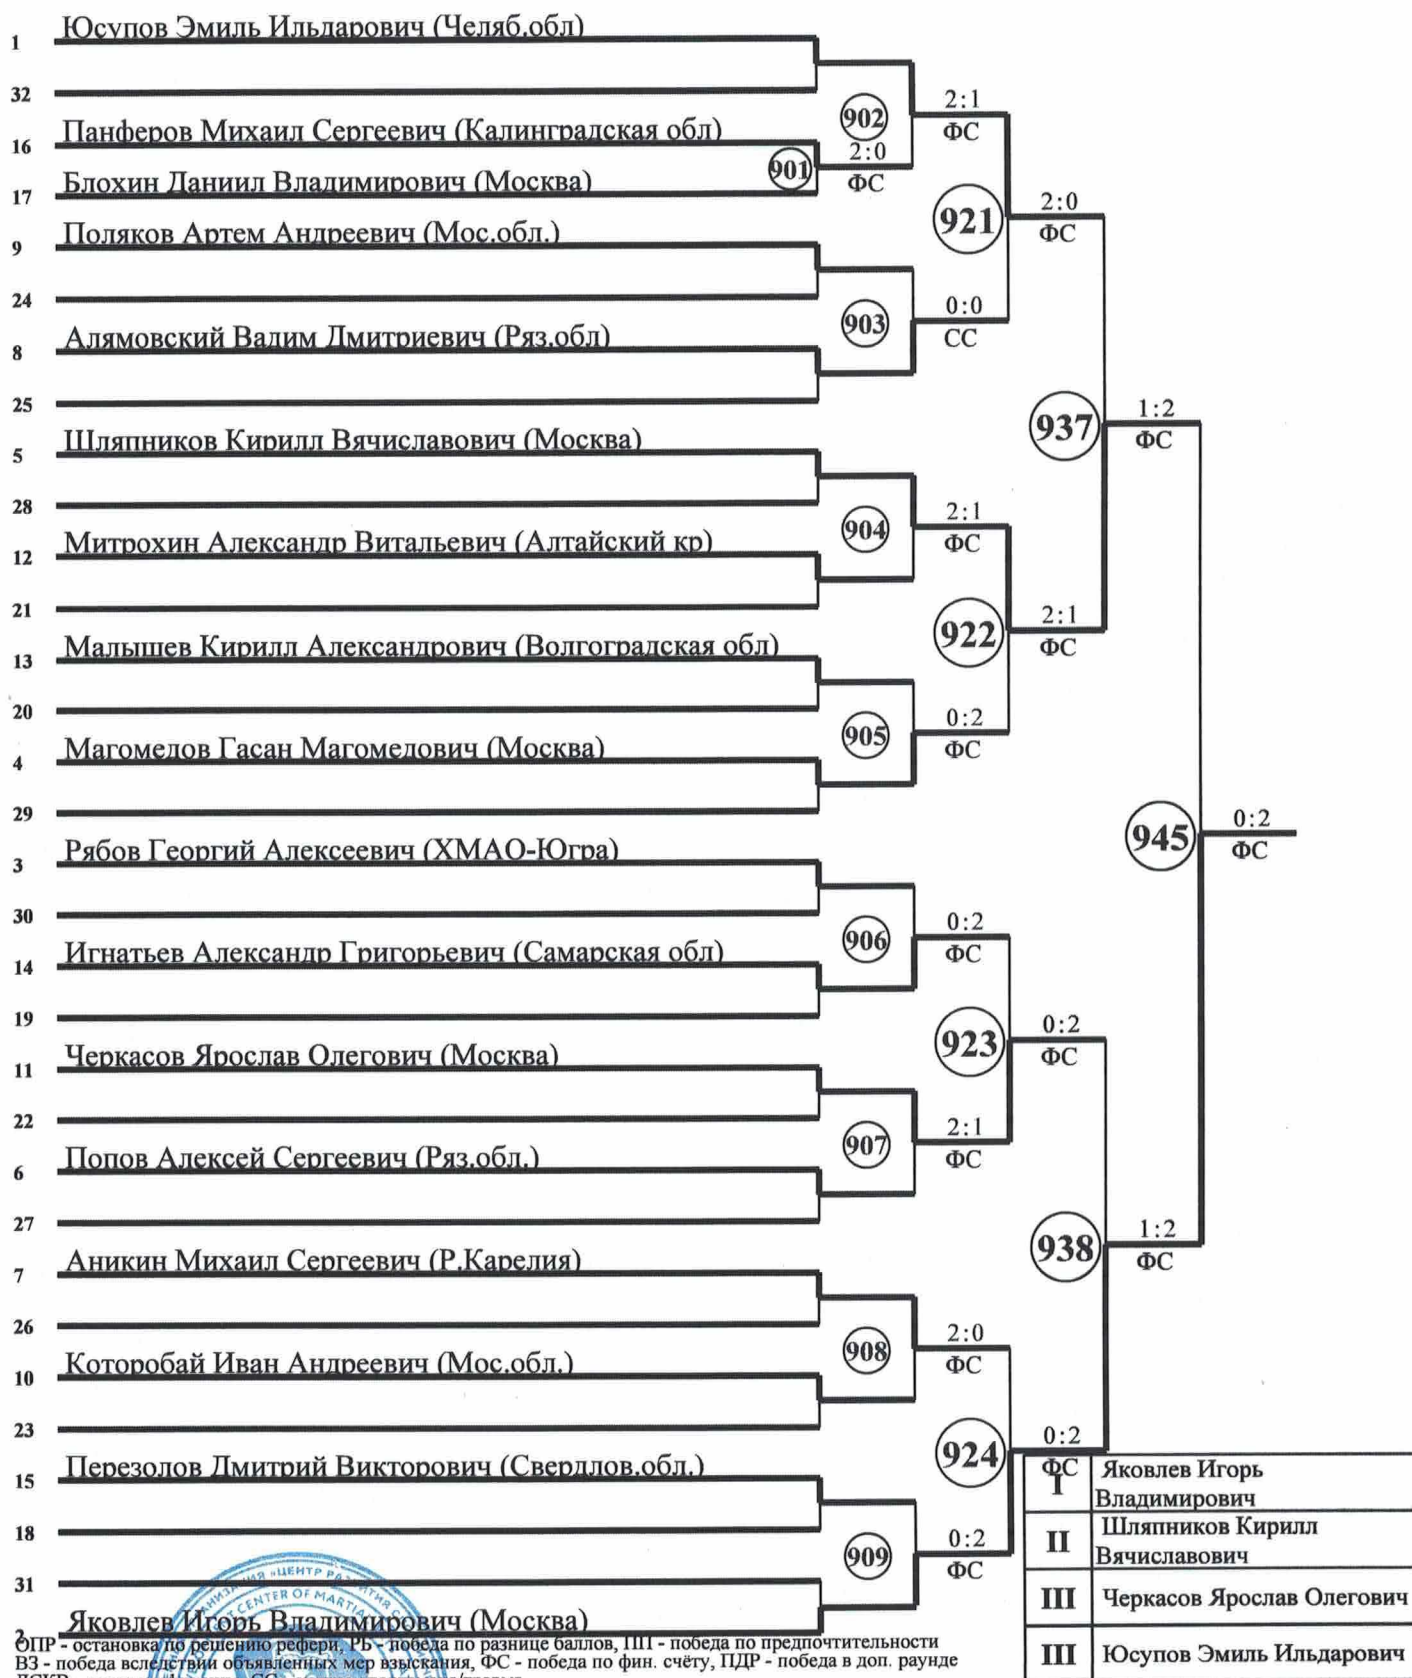 1 Юсупов Эмиль Ильдарович (Челяб.обл)
32
16 Панферов Михаил Сергеевич (Калинградская обл)
17 Блохин Даниил Владимирович (Москва)
9 Поляков Артем Андреевич (Мос.обл.)
24
8 Алямовский Вадим Дмитриевич (Ряз.обл)
25
5 Шляпников Кирилл Вячиславович (Москва)
28
12 Митрохин Александр Витальевич (Алтайский кр)
21
13 Малышев Кирилл Александрович (Волгоградская обл)
20
4 Магомедов Гасан Магомедович (Москва)
29
3 Рябов Георгий Алексеевич (ХМАО-Югра)
30
14 Игнатьев Александр Григорьевич (Самарская обл)
19
11 Черкасов Ярослав Олегович (Москва)
22
6 Попов Алексей Сергеевич (Ряз.обл.)
27
7 Аникин Михаил Сергеевич (Р.Карелия)
26
10 Которобай Иван Андреевич (Мос.обл.)
23
15 Перезолов Дмитрий Викторович (Свердлов.обл.)
18
31
2 Яковлев Игорь Владимирович (Москва)
901
2:0
ФС
902
2:1
ФС
903
0:0
СС
904
2:1
ФС
905
0:2
ФС
906
0:2
ФС
907
2:1
ФС
908
2:0
ФС
909
0:2
ФС
921
2:0
ФС
922
2:1
ФС
923
0:2
ФС
924
0:2
ФС
937
1:2
ФС
938
1:2
ФС
945
0:2
ФС
I Яковлев Игорь
Владимирович
II Шляпников Кирилл
Вячиславович
III Черкасов Ярослав Олегович
III Юсупов Эмиль Ильдарович
CENTER OF MARTIAL
ОПР - остановка по решению рефери, РБ - победа по разнице баллов, ПП - победа по предпочтительности
ВЗ - победа вследствии объявленных мер взыскания, ФС - победа по фин. счёту, ПДР - победа в доп. раунде